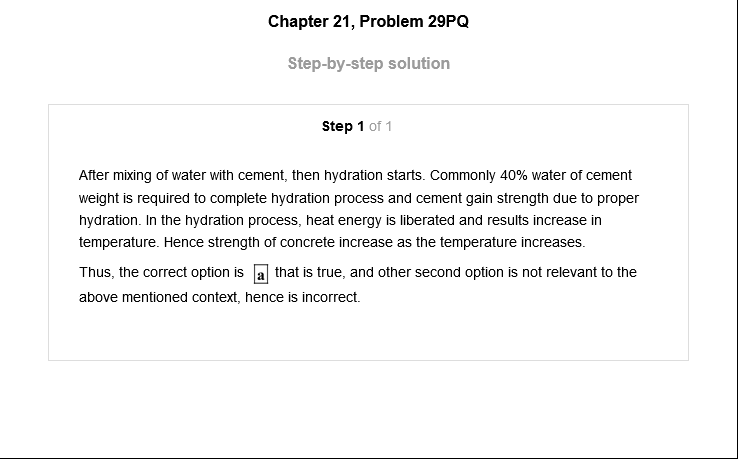 Chapter 21, Problem 29PQ
Step-by-step solution
Step 1 of 1
After mixing of water with cement, then hydration starts. Commonly 40% water of cement
weight is required to complete hydration process and cement gain strength due to proper
hydration. In the hydration process, heat energy is liberated and results increase in
temperature. Hence strength of concrete increase as the temperature increases.
Thus, the correct option is a that is true, and other second option is not relevant to the
above mentioned context, hence is incorrect.